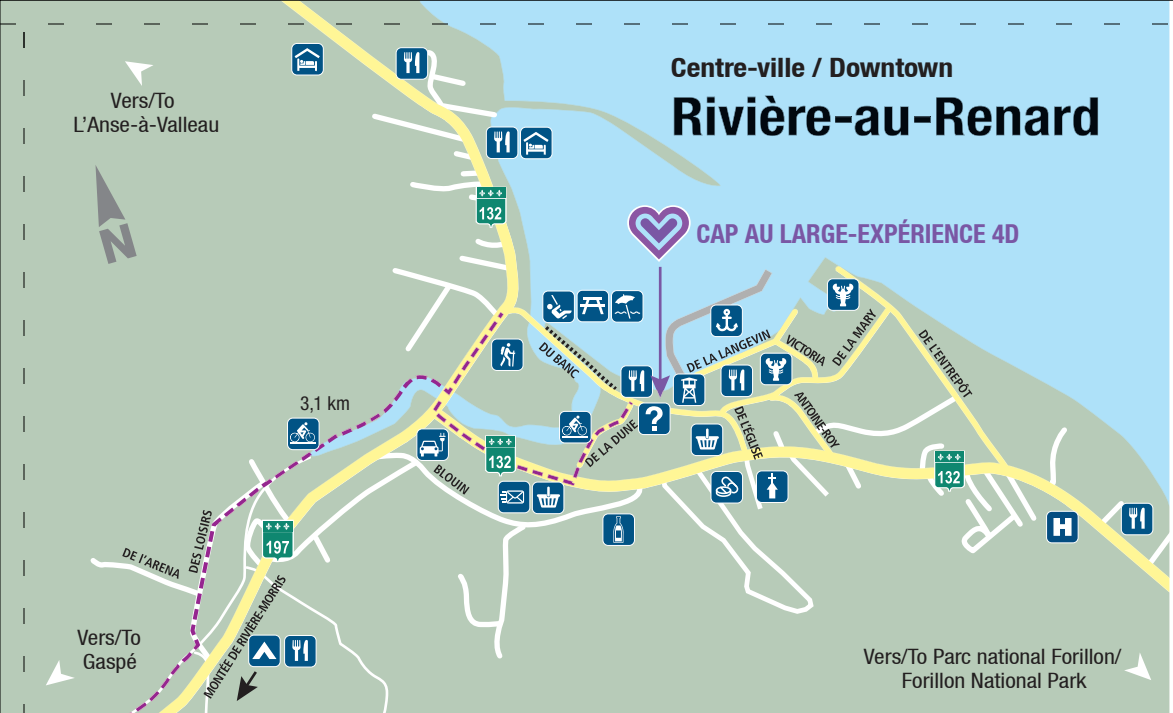 Centre-ville / Downtown
Rivière-au-Renard
Vers/To
L'Anse-à-Valleau
N
132
CAP AU LARGE-EXPÉRIENCE 4D
DU BANC
DE LA LANGEVIN
VICTORIA
DE LA MARY
DE L'ENTREPÔT
3,1 km
?
DE LA DUNE
DE L'ÉGLISE
ANTOINE-ROY
132
BLOUIN
132
H
197
DES LOISIRS
DE l'ARENA
MONTÉE DE RIVIÈRE-MORRIS
Vers/To
Gaspé
Vers/To Parc national Forillon/
Forillon National Park